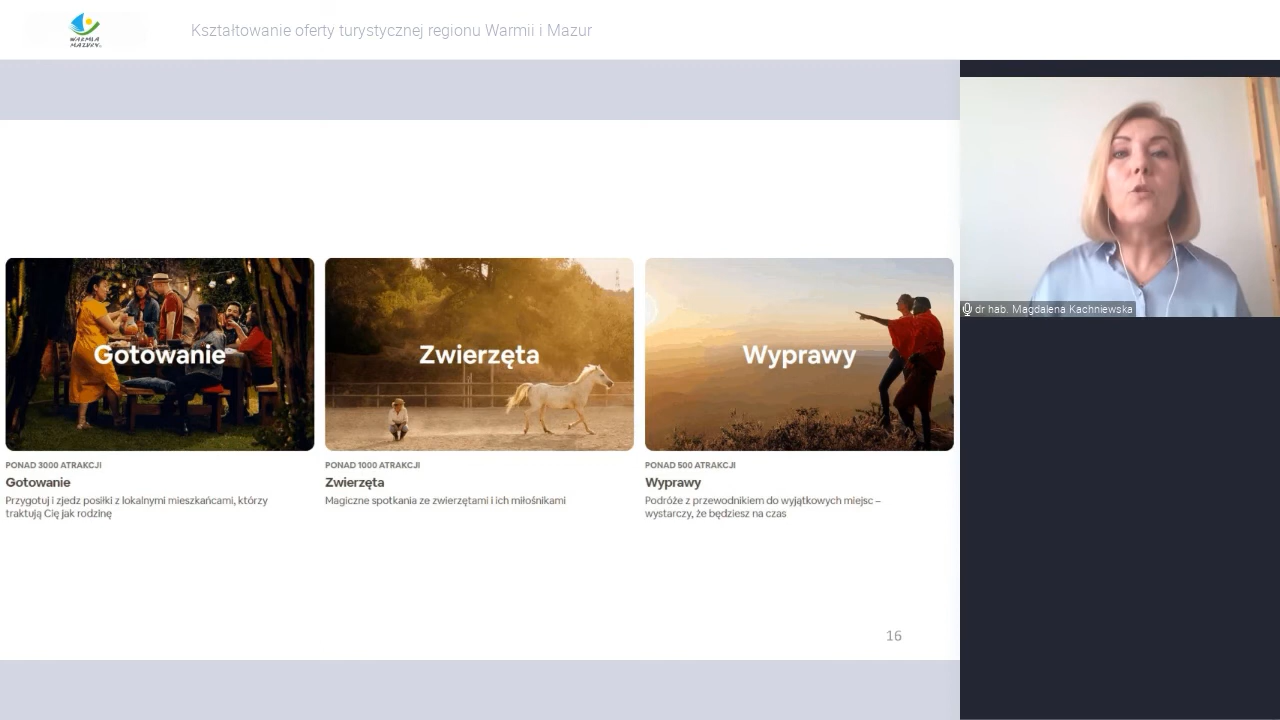 WARMIA
MAZURY
Kształtowanie oferty turystycznej regionu Warmii i Mazur
Gotowanie
Zwierzęta
Wyprawy
PONAD 3000 ATRAKCJI
Gotowanie
Przygotuj i zjedz posiłki z lokalnymi mieszkańcami, którzy
traktują Cię jak rodzinę
PONAD 1000 ATRAKCJI
Zwierzęta
Magiczne spotkania ze zwierzętami i ich miłośnikami
PONAD 500 ATRAKCJI
Wyprawy
Podróże z przewodnikiem do wyjątkowych miejsc –
wystarczy, że będziesz na czas
16
dr hab. Magdalena Kachniewska